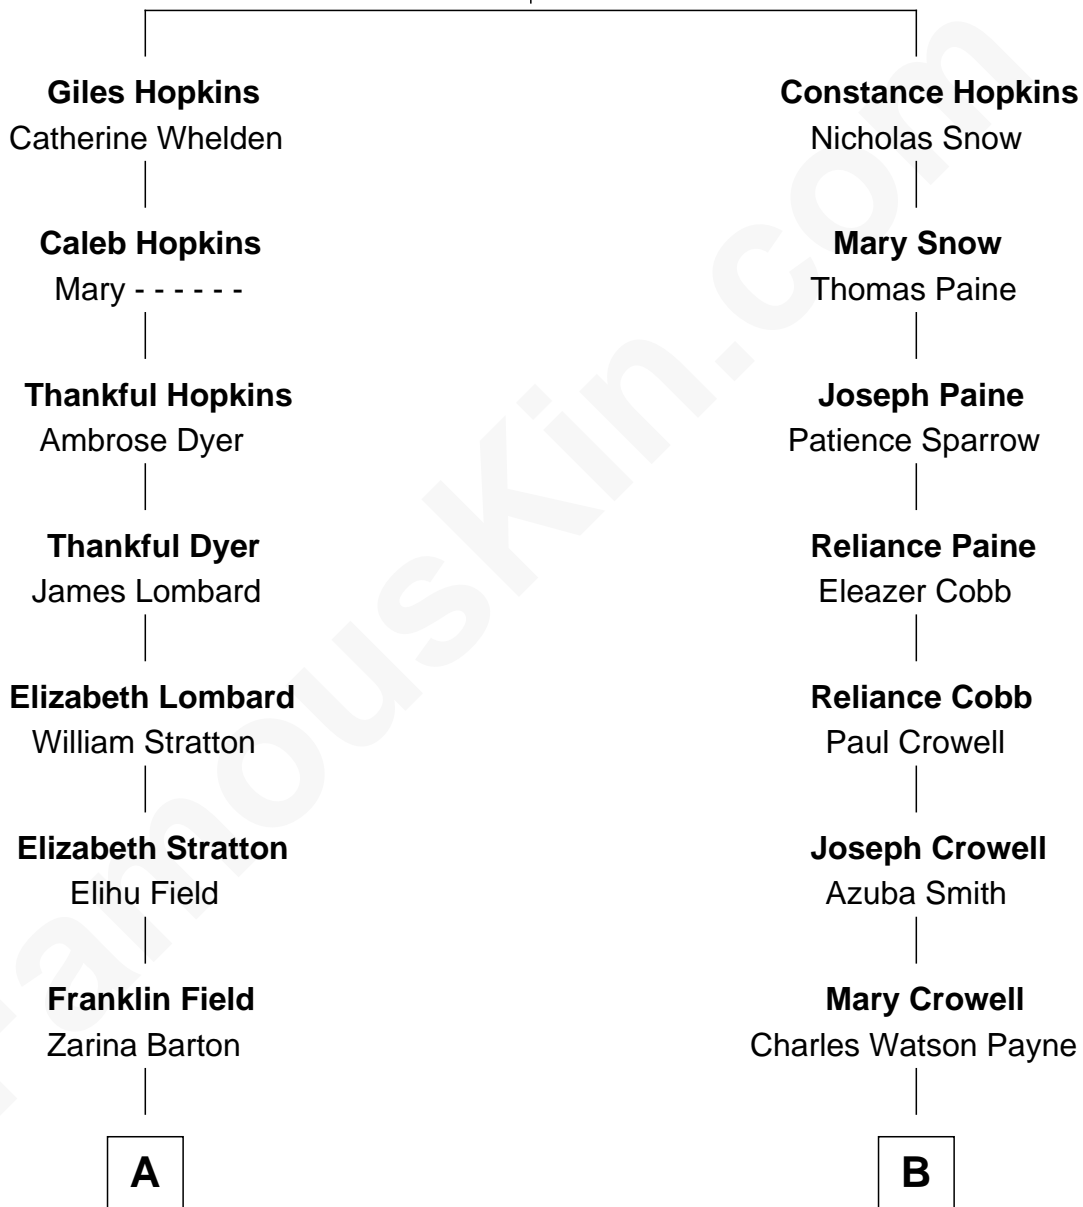 Giles Hopkins
Catherine Whelden
Constance Hopkins
Nicholas Snow
Caleb Hopkins
Mary - - - - - -
Mary Snow
Thomas Paine
Thankful Hopkins
Ambrose Dyer
Joseph Paine
Patience Sparrow
Thankful Dyer
James Lombard
Reliance Paine
Eleazer Cobb
Elizabeth Lombard
William Stratton
Reliance Cobb
Paul Crowell
Elizabeth Stratton
Elihu Field
Joseph Crowell
Azuba Smith
Franklin Field
Zarina Barton
Mary Crowell
Charles Watson Payne
A
B
FamousKin.com